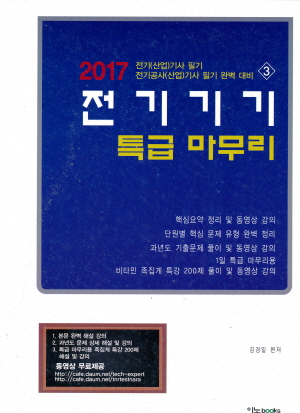 2017 전기(산업)기사 필기
전기공사(산업)기사 필기 완벽 대비 3
전기기기
특급 마무리
핵심요약 정리 및 동영상 강의
단원별 핵심 문제 유형 완벽 정리
과년도 기출문제 풀이 및 동영상 강의
1일 특급 마무리용
비타민 족집게 특강 200제 풀이 및 동영상 강의
1. 본문 완벽 해설 강의
2. 과년도 문제 상세 해설 및 강의
3. 특급 마무리용 족집게 특강 200제
해설 및 강의
동영상 무료제공
http://cafe.daum.net/tech-expert
http://cafe.daum.net/inrtestnara
김경일 편저
books